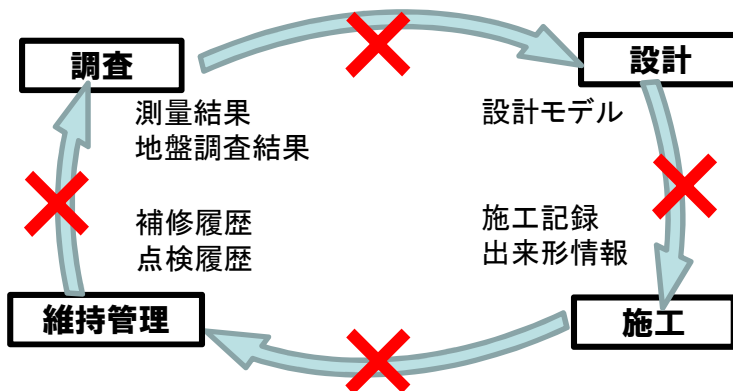 調査
設計
測量結果
地盤調査結果
設計モデル
補修履歴
点検履歴
施工記録
出来形情報
維持管理
施工